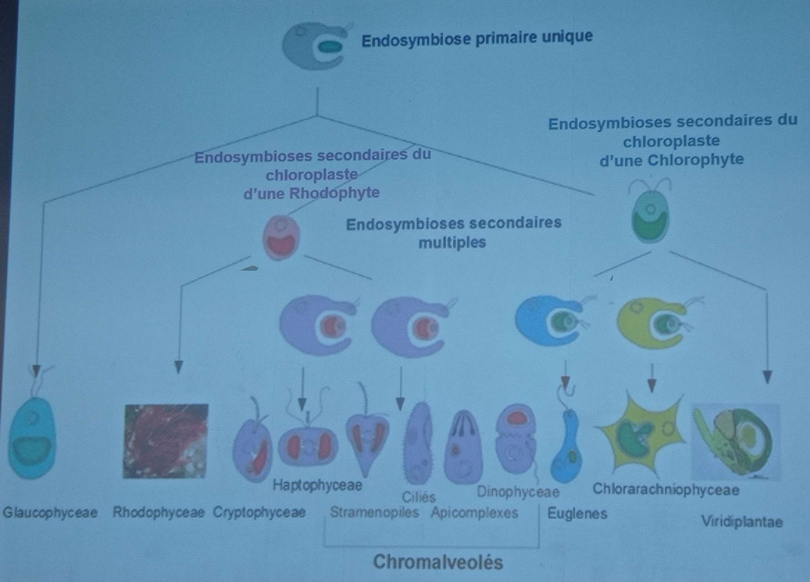 Endosymbiose primaire unique
Endosymbioses secondaires du
chloroplaste
d'une Chlorophyte
Endosymbioses secondaires du
chloroplaste
d'une Rhodophyte
Endosymbioses secondaires
multiples
Haptophyceae
Ciliés
Dinophyceae
Chlorarachniophyceae
Glaucophyceae
Rhodophyceae
Cryptophyceae
Stramenopiles
Apicomplexes
Euglenes
Viridiplantae
Chromalveolés